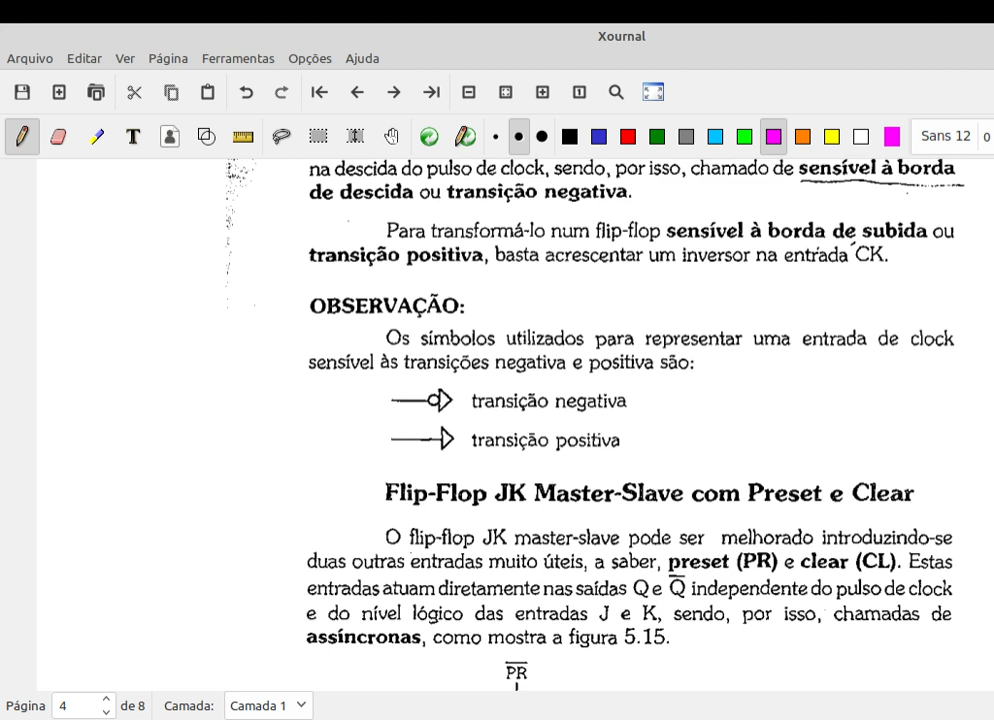 Xournal
Arquivo Editar Ver Página Ferramentas Opções Ajuda
Sans 12 0
na descida do pulso de clock, sendo, por isso, chamado de sensível à borda
de descida ou transição negativa.
Para transformá-lo num flip-flop sensível à borda de subida ou
transição positiva, basta acrescentar um inversor na entrada CK.
OBSERVAÇÃO:
Os símbolos utilizados para representar uma entrada de clock
sensível às transições negativa e positiva são:
transição negativa
transição positiva
Flip-Flop JK Master-Slave com Preset e Clear
O flip-flop JK master-slave pode ser melhorado introduzindo-se
duas outras entradas muito úteis, a saber, preset (PR) e clear (CL). Estas
entradas atuam diretamente nas saídas Q e Q̅ independente do pulso de clock
e do nível lógico das entradas J e K, sendo, por isso, chamadas de
assíncronas, como mostra a figura 5.15.
P̅R̅
Página 4 de 8 Camada: Camada 1